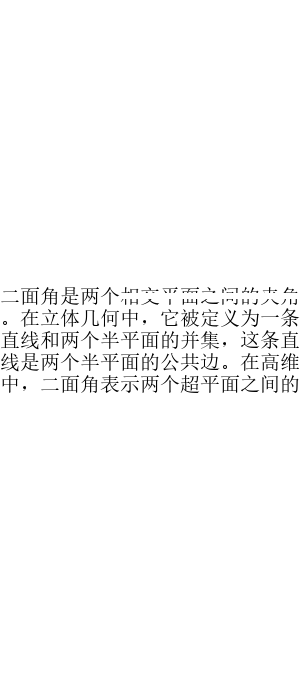 二面角是两个相交平面之间的夹角
。在立体几何中，它被定义为一条
直线和两个半平面的并集，这条直
线是两个半平面的公共边。在高维
中，二面角表示两个超平面之间的